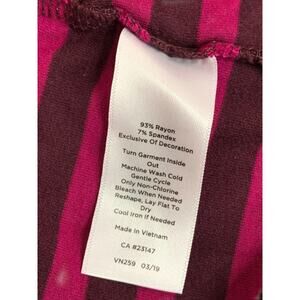 93% Rayon
7% Spandex
Exclusive Of Decoration
Turn Garment Inside
Out
Machine Wash Cold
Gentle Cycle
Only Non-Chlorine
Bleach When Needed
Reshape, Lay Flat To
Dry
Cool Iron If Needed
Made in Vietnam
CA #23147
VN259 03/19